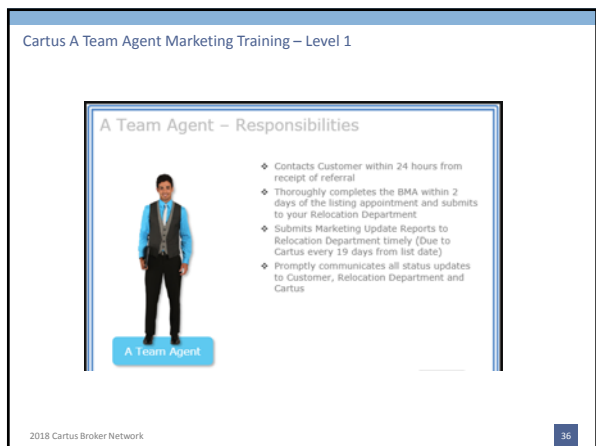 Cartus A Team Agent Marketing Training – Level 1
A Team Agent – Responsibilities
❖ Contacts Customer within 24 hours from
receipt of referral
❖ Thoroughly completes the BMA within 2
days of the listing appointment and submits
to your Relocation Department
❖ Submits Marketing Update Reports to
Relocation Department timely (Due to
Cartus every 19 days from list date)
❖ Promptly communicates all status updates
to Customer, Relocation Department and
Cartus
A Team Agent
2018 Cartus Broker Network
36